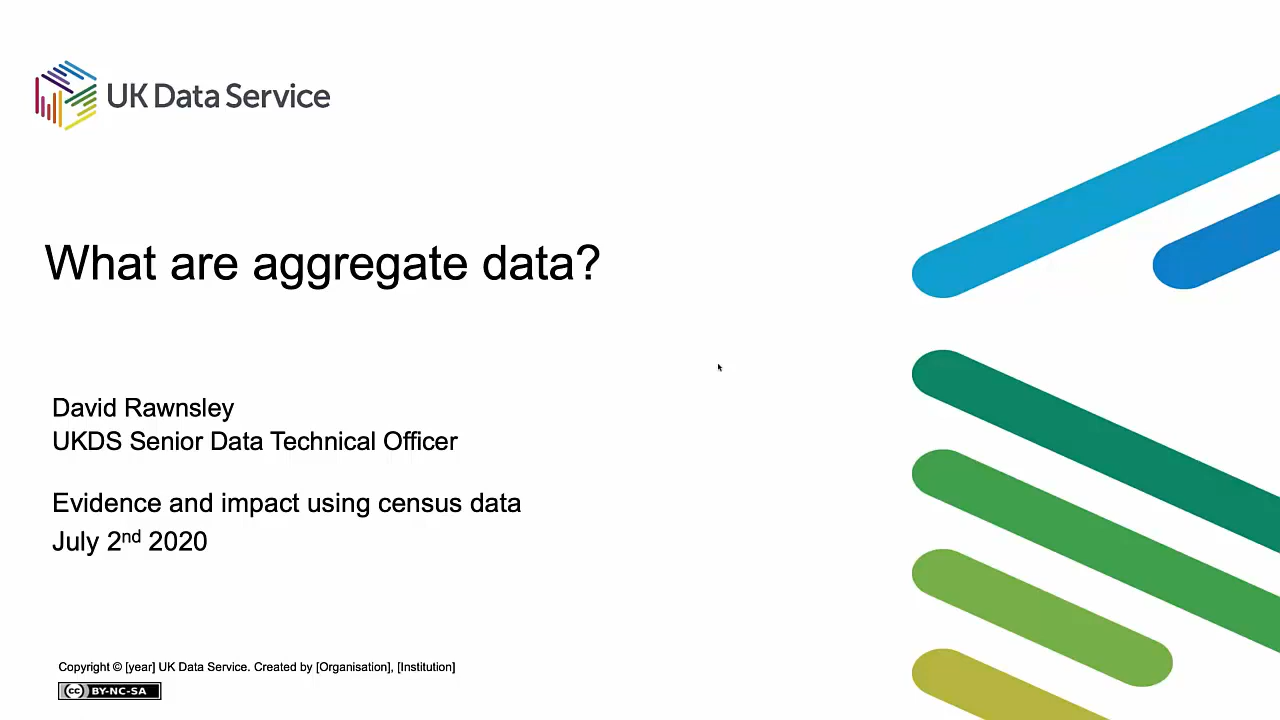 UK Data Service
What are aggregate data?
David Rawnsley
UKDS Senior Data Technical Officer
Evidence and impact using census data
July 2nd 2020
Copyright © [year] UK Data Service. Created by [Organisation], [Institution]
cc BY-NC-SA